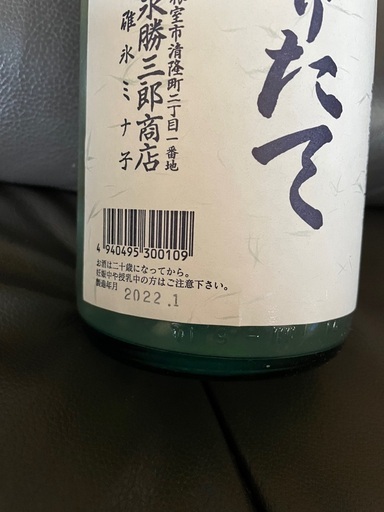 りたて
室市清隆町二丁目一番地
氷勝三郎商店
碓氷ミナ子
4 940495 300109
お酒は二十歳になってから。
妊娠中や授乳中の方はご注意下さい。
製造年月 2022.1